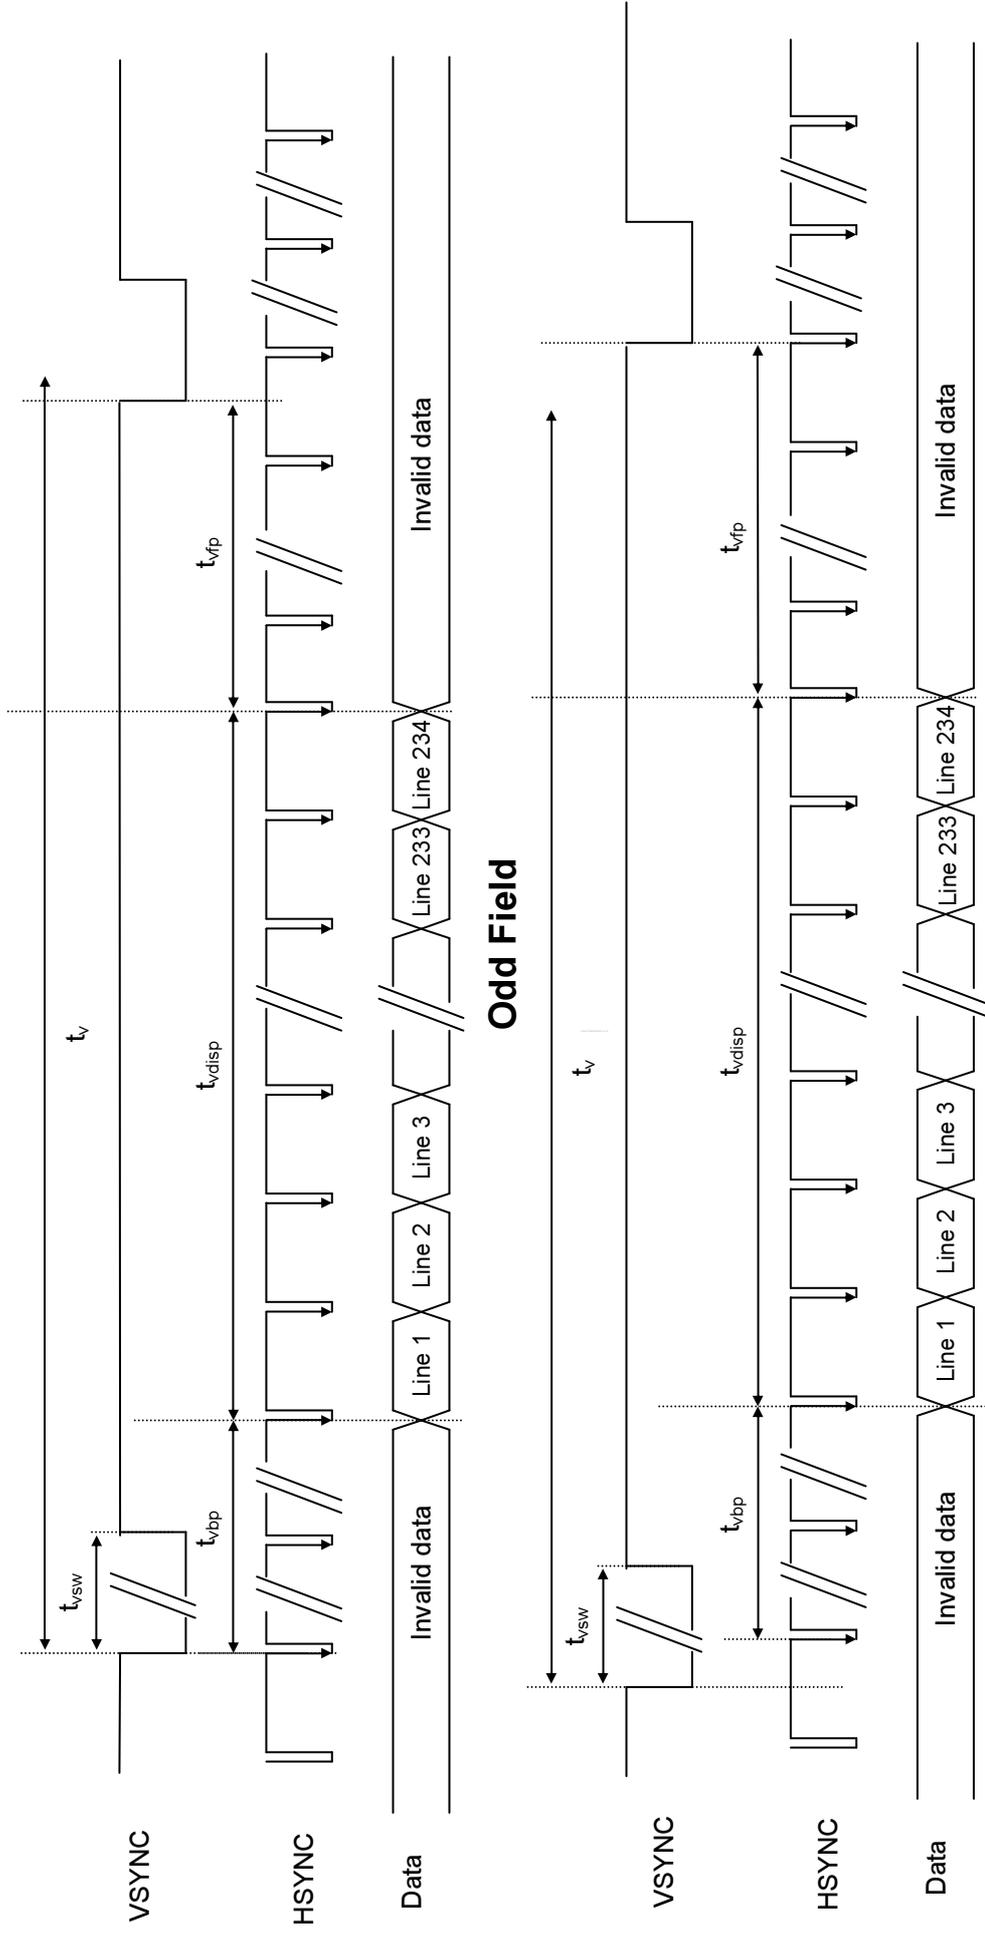 t_v
VSYNC
t_vsw
t_vbp
t_vdisp
t_vfp
HSYNC
Data
Invalid data
Line 1
Line 2
Line 3
Line 233
Line 234
Invalid data
Odd Field
t_v
VSYNC
t_vsw
t_vbp
t_vdisp
t_vfp
HSYNC
Data
Invalid data
Line 1
Line 2
Line 3
Line 233
Line 234
Invalid data